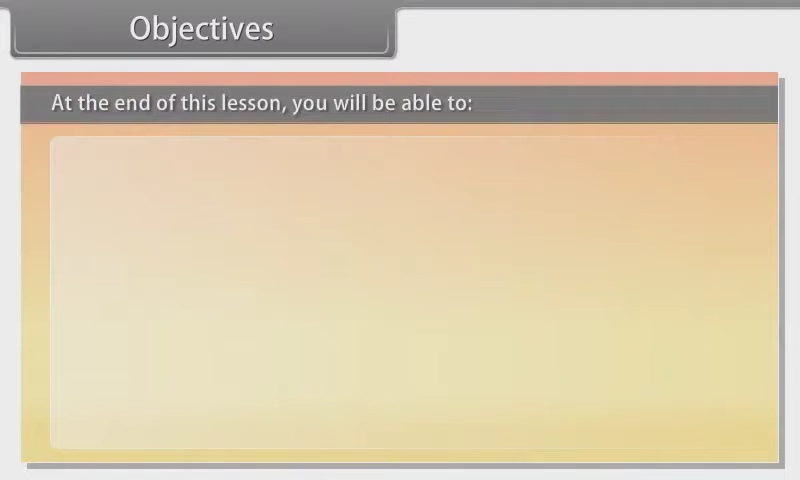 Objectives
At the end of this lesson, you will be able to: